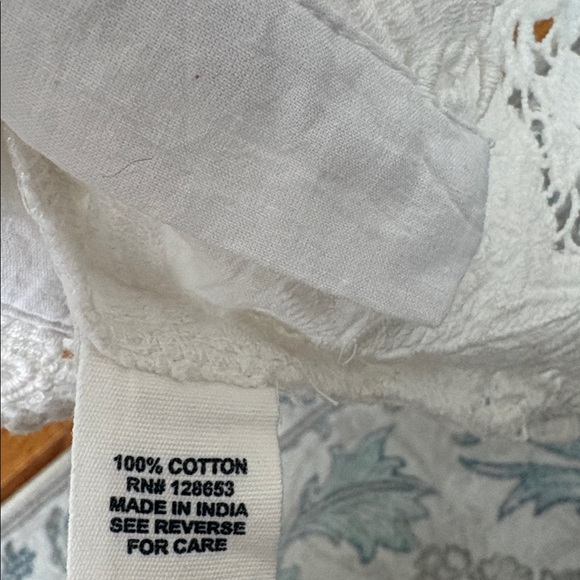 100% COTTON
RN# 128653
MADE IN INDIA
SEE REVERSE
FOR CARE